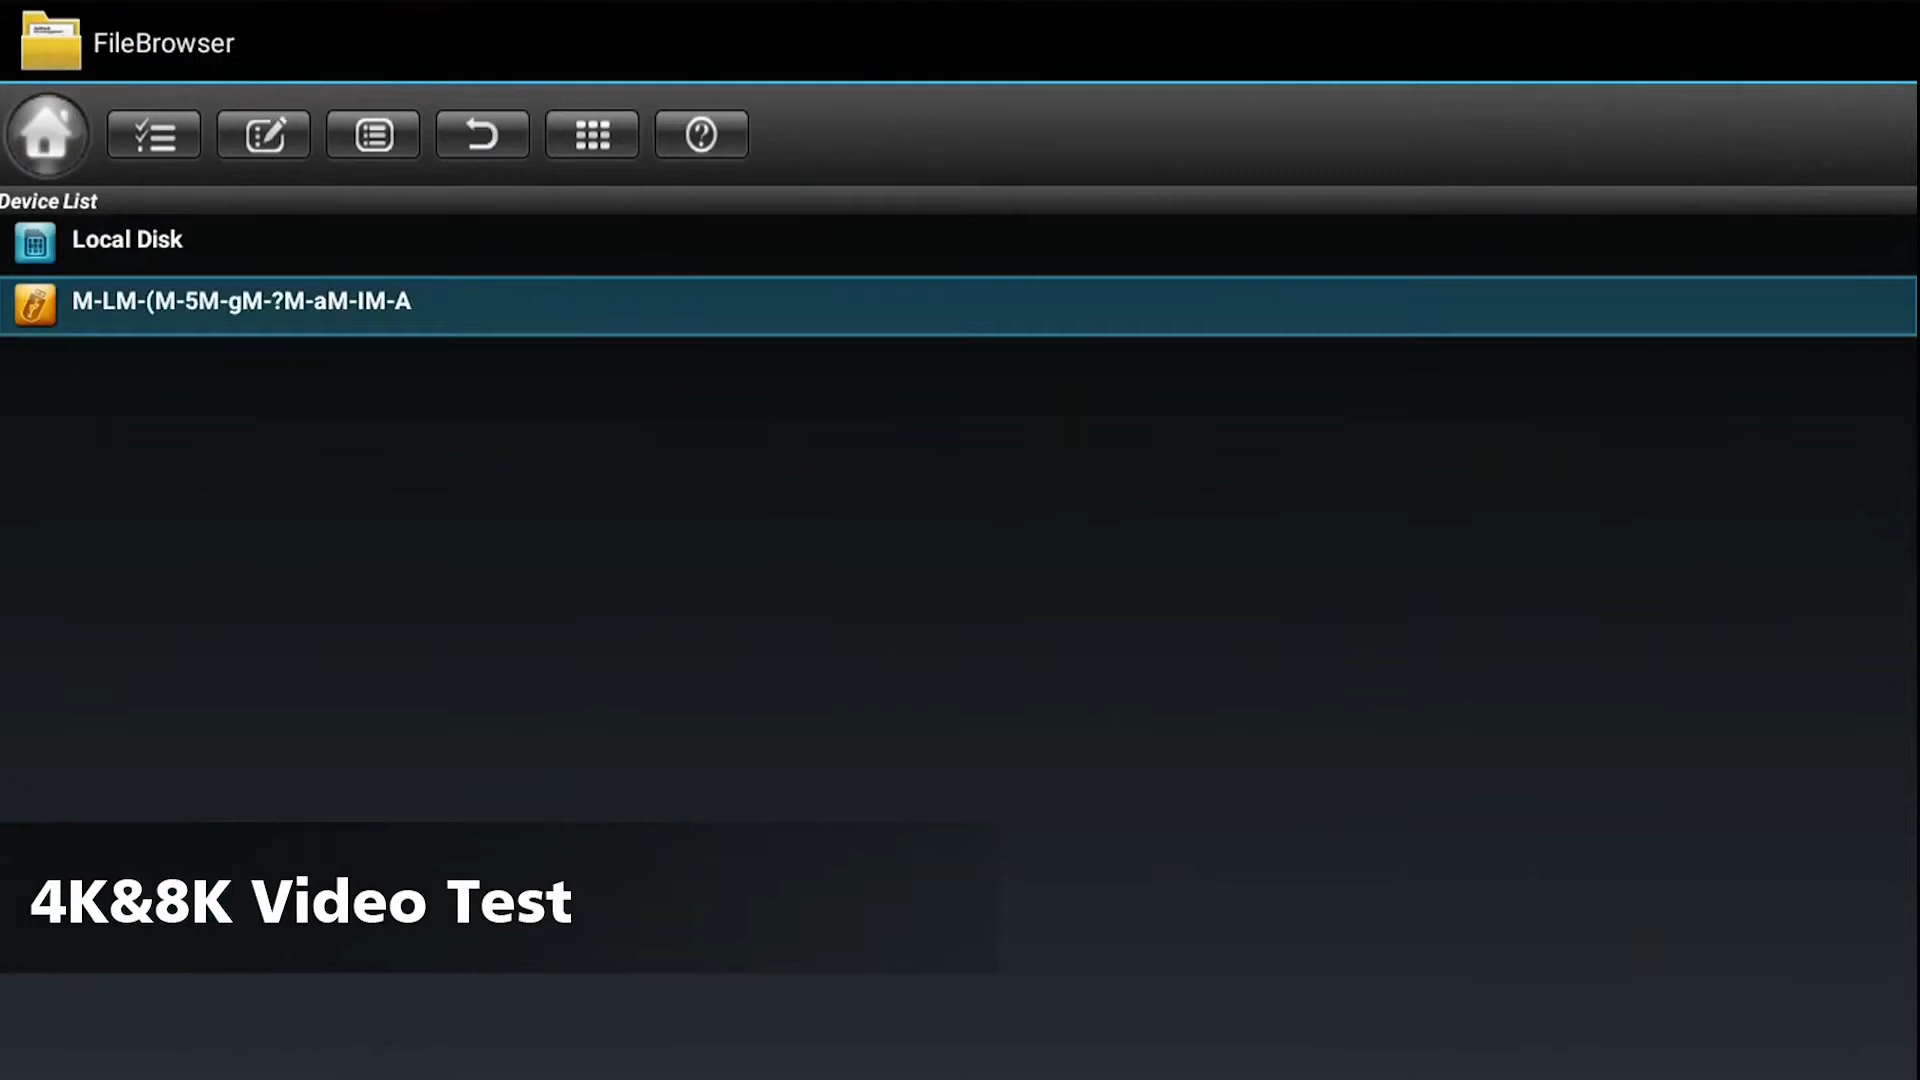 FileBrowser
Device List
Local Disk
M-LM-(M-5M-gM-?M-aM-IM-A
4K&8K Video Test